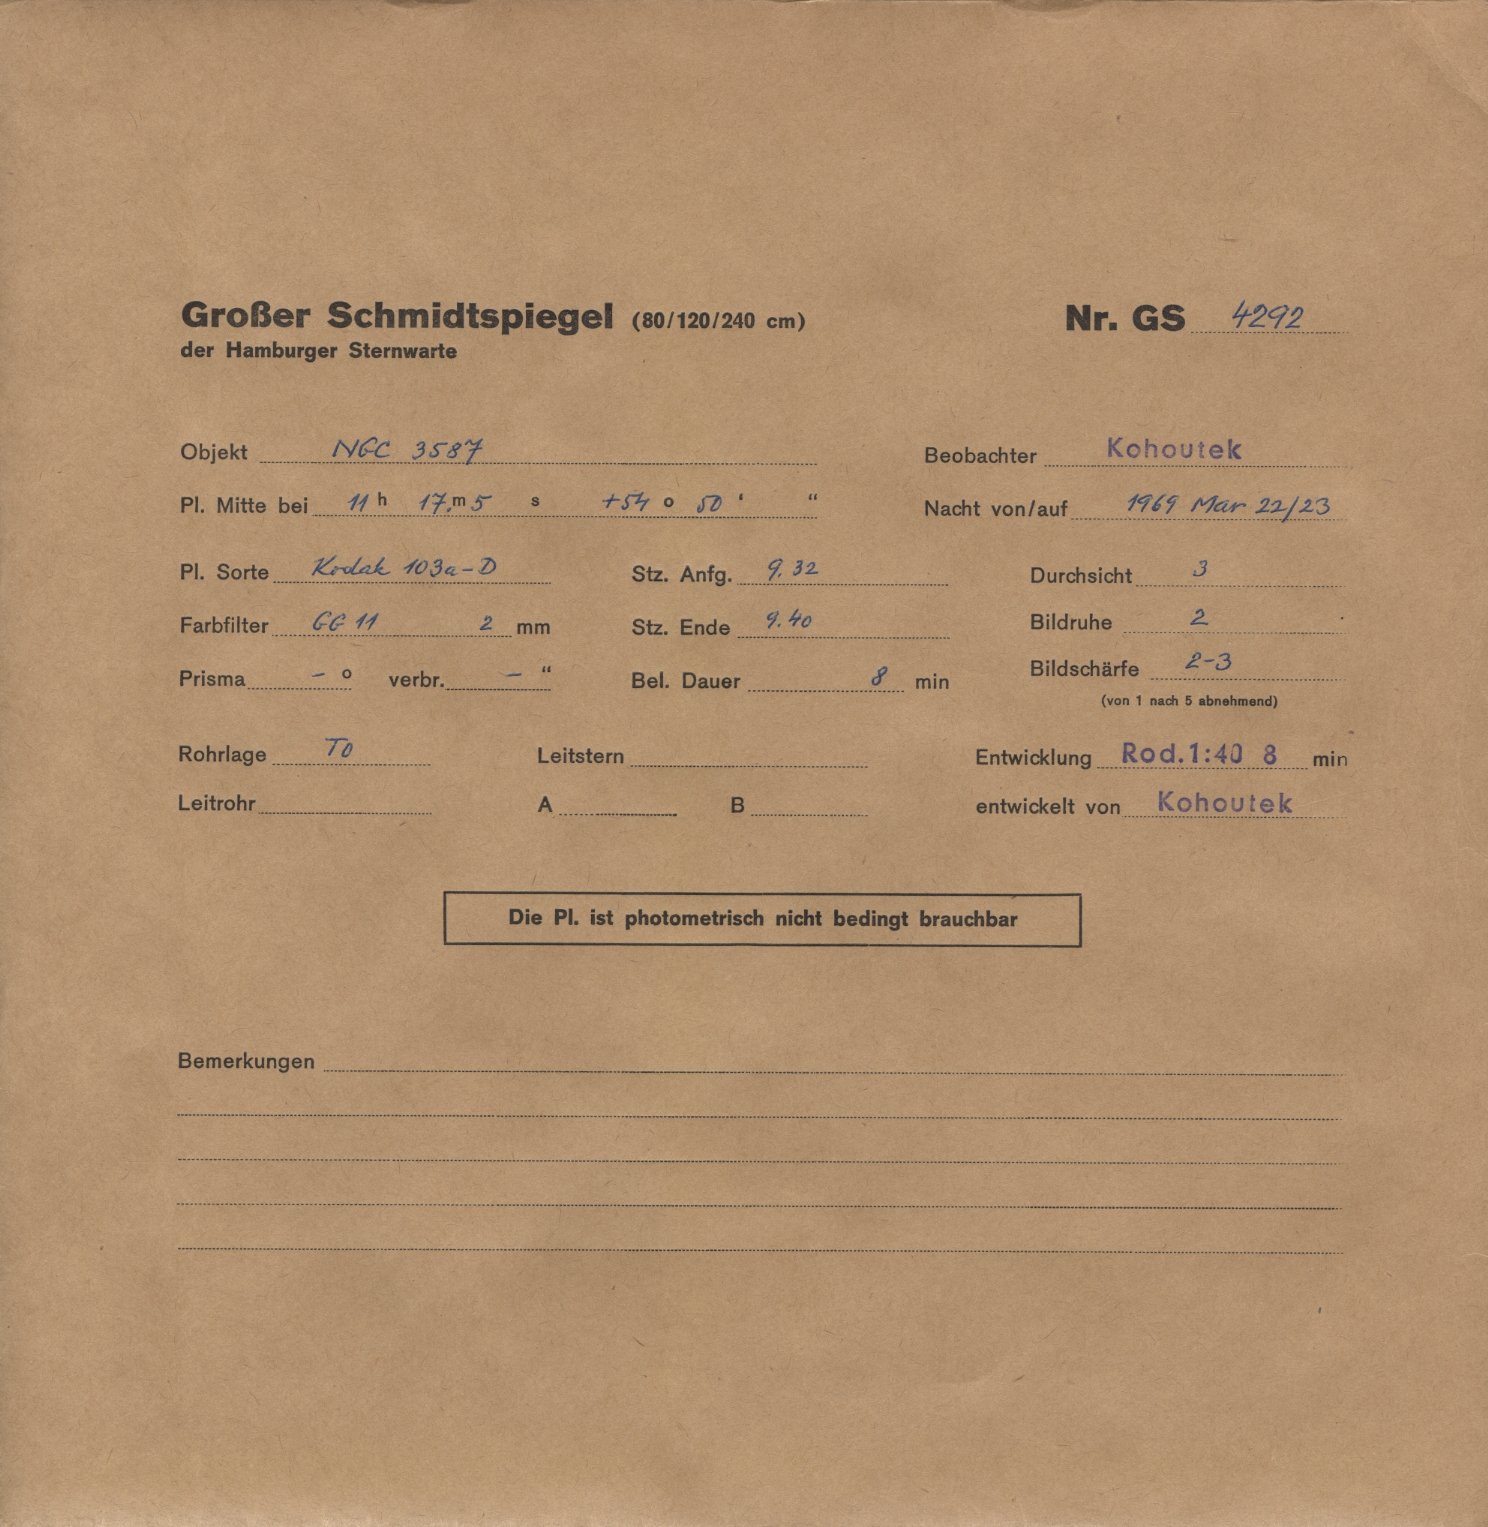 Großer Schmidtspiegel (80/120/240 cm) Nr. GS 4292
der Hamburger Sternwarte
Objekt NGC 3587 Beobachter Kohoutek
Pl. Mitte bei 11 h 17. m 5 s +54 o 50 ' " Nacht von/auf 1969 Mar 22/23
Pl. Sorte Kodak 103a-D Stz. Anfg. 9.32 Durchsicht 3
Farbfilter GG 11 2 mm Stz. Ende 9.40 Bildruhe 2
Prisma - o verbr. - " Bel. Dauer 8 min Bildschärfe 2-3
(von 1 nach 5 abnehmend)
Rohrlage TO Leitstern Entwicklung Rod.1:40 8 min
Leitrohr A B entwickelt von Kohoutek
Die Pl. ist photometrisch nicht bedingt brauchbar
Bemerkungen